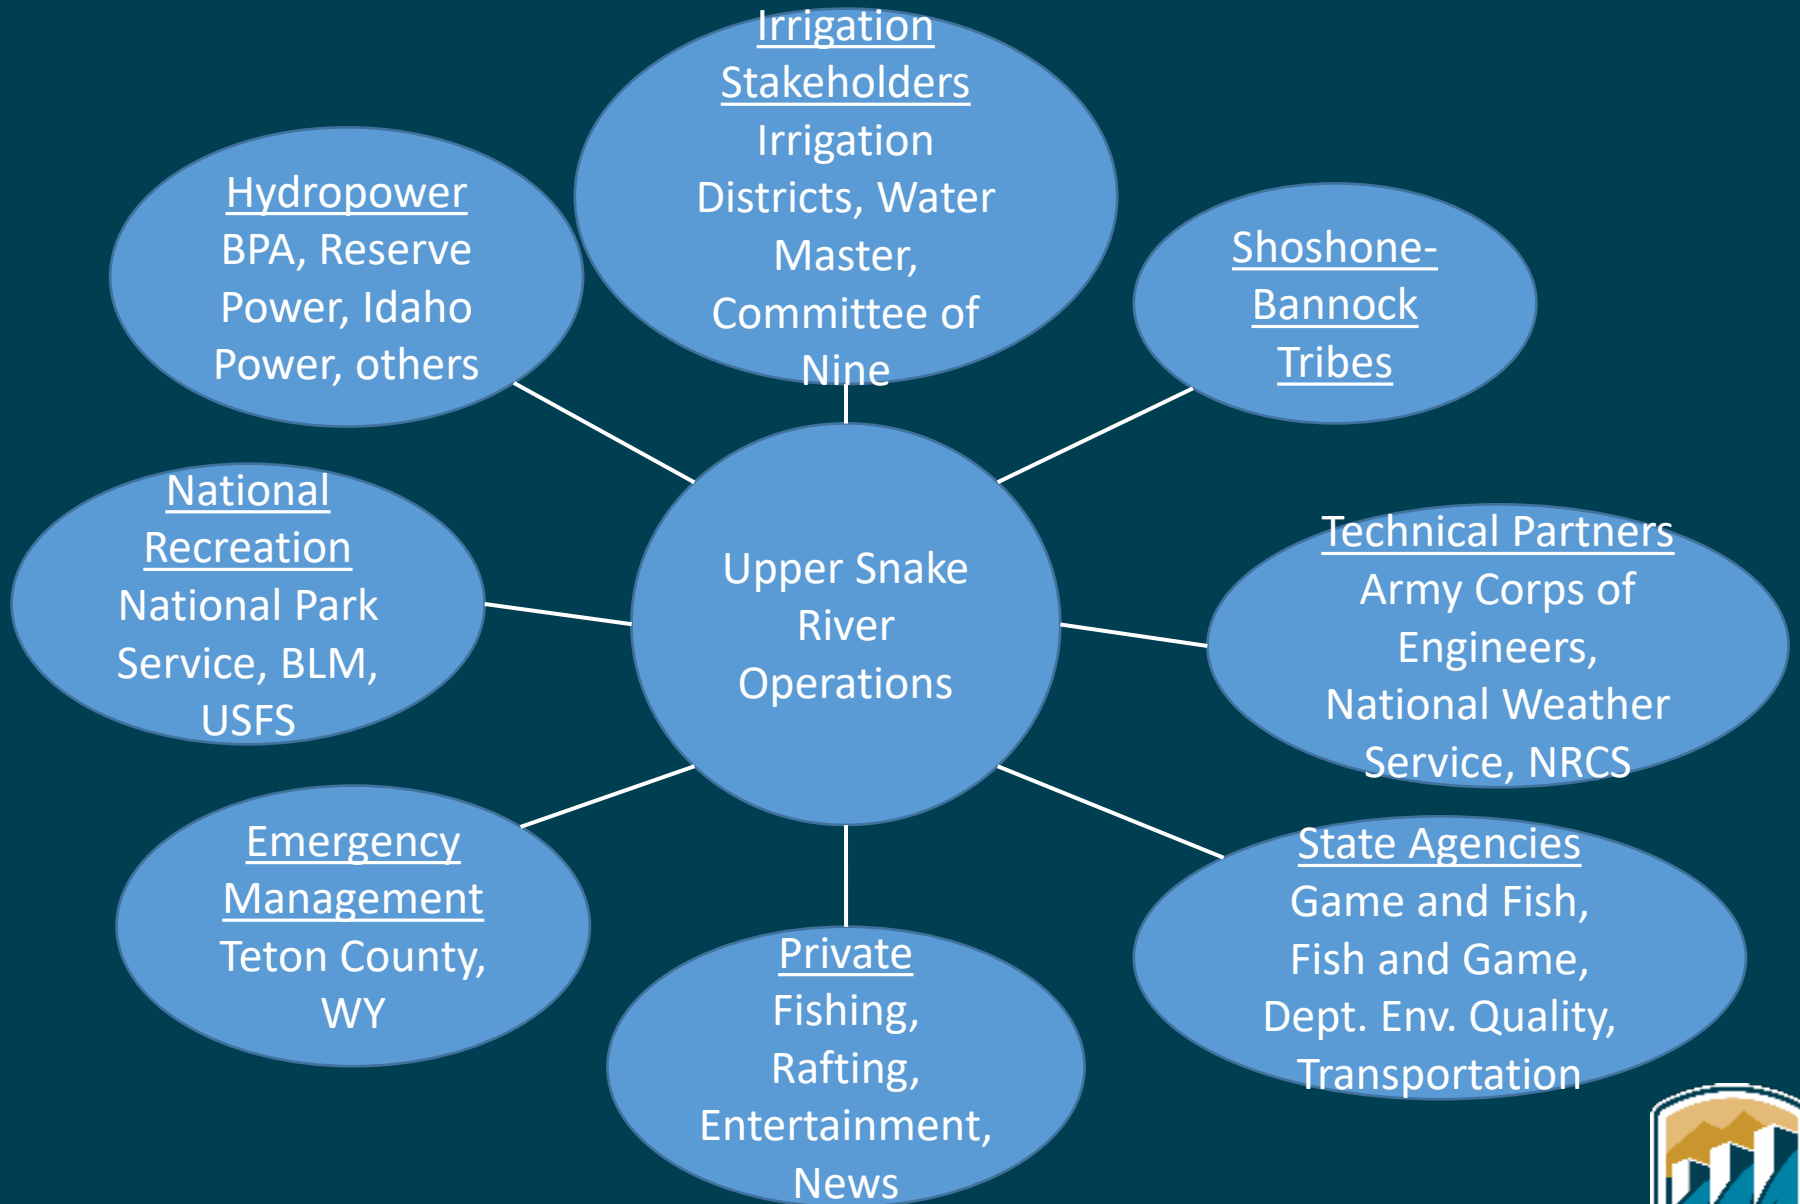 Irrigation
Stakeholders
Irrigation
Districts, Water
Master,
Committee of
Nine
Hydropower
BPA, Reserve
Power, Idaho
Power, others
Shoshone-
Bannock
Tribes
National
Recreation
National Park
Service, BLM,
USFS
Upper Snake
River
Operations
Technical Partners
Army Corps of
Engineers,
National Weather
Service, NRCS
Emergency
Management
Teton County,
WY
Private
Fishing,
Rafting,
Entertainment,
News
State Agencies
Game and Fish,
Fish and Game,
Dept. Env. Quality,
Transportation